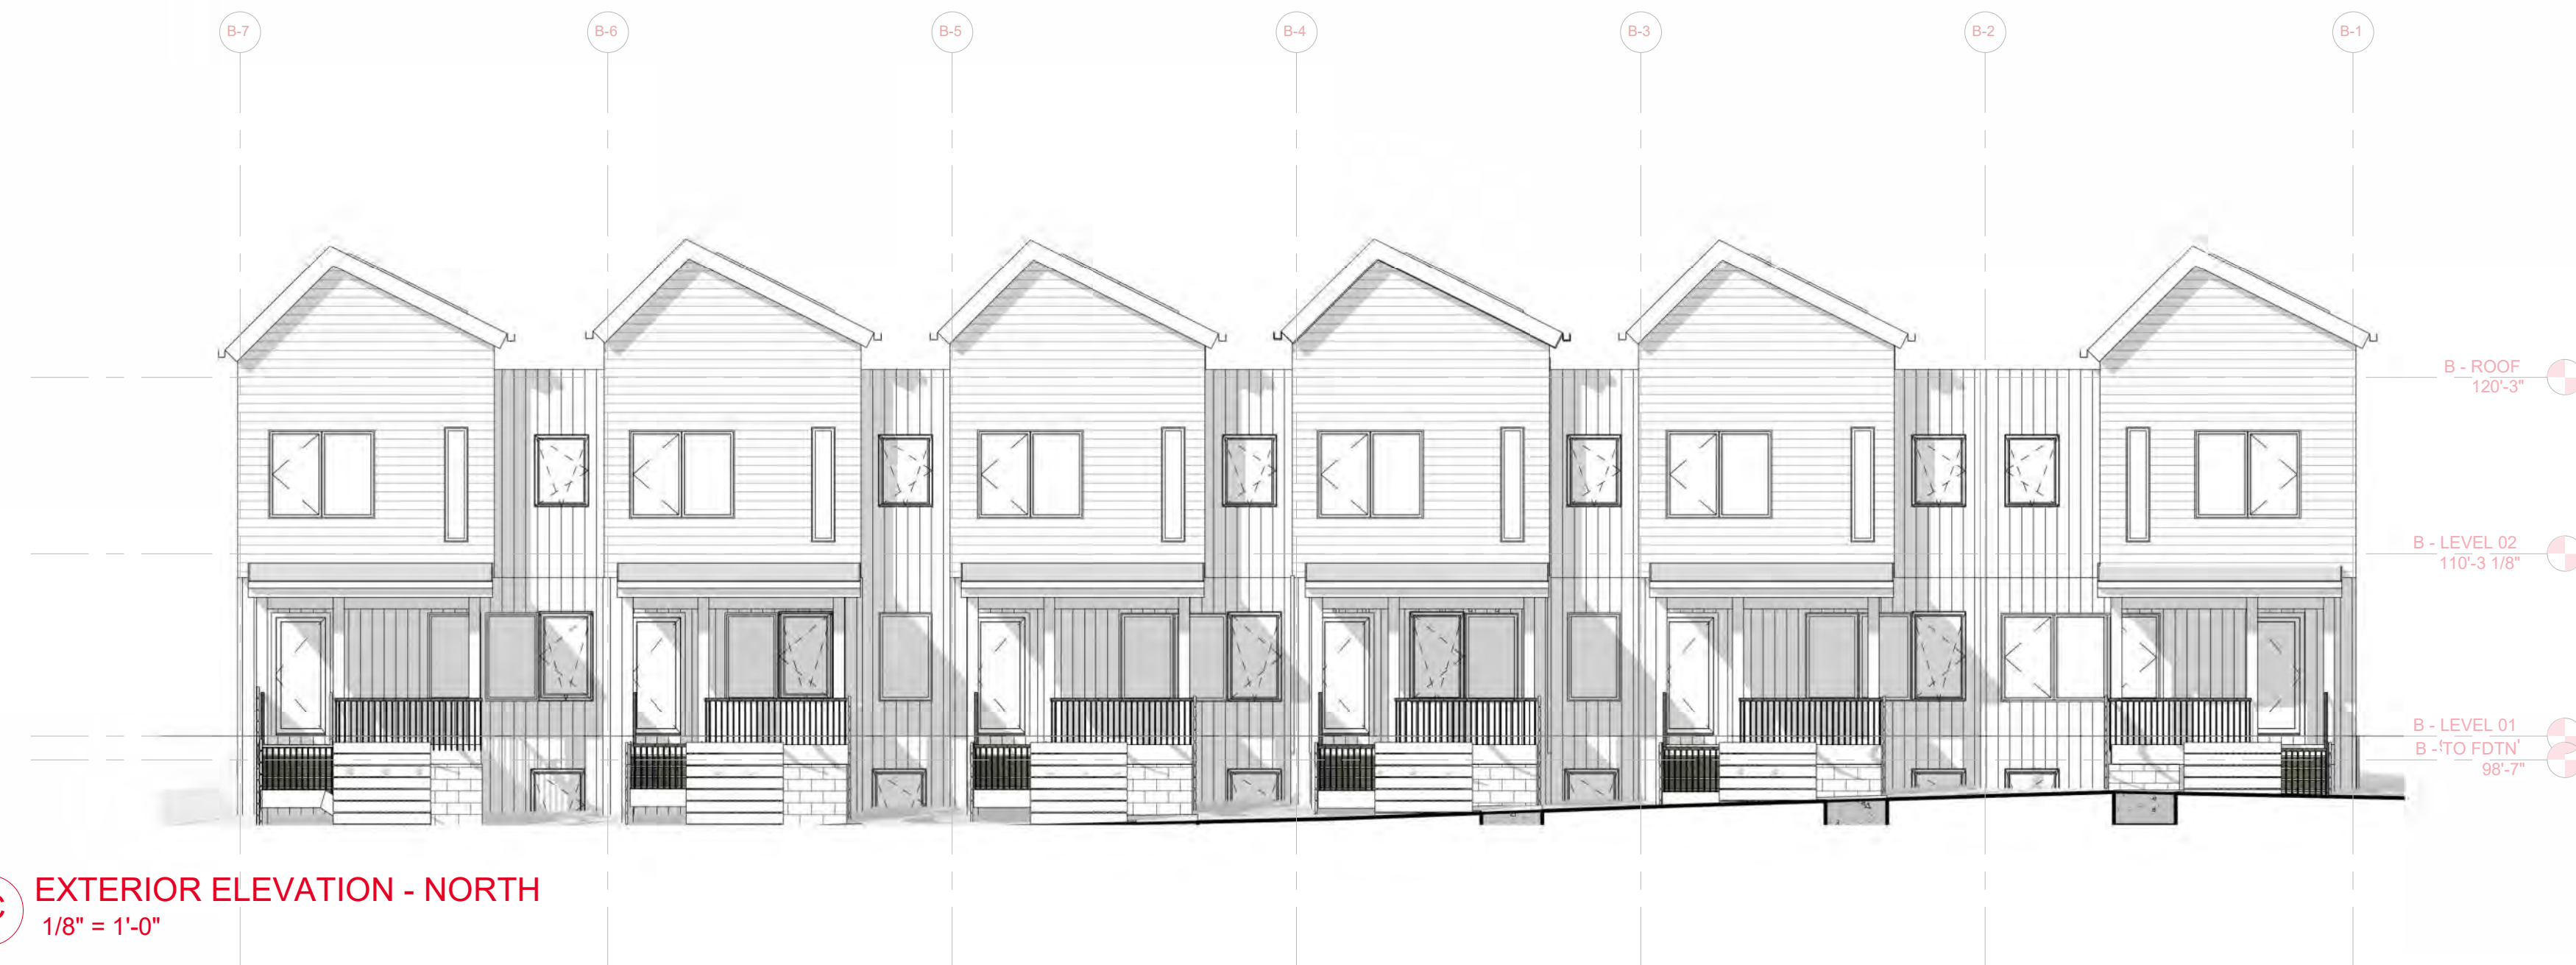 B-7
B-6
B-5
B-4
B-3
B-2
B-1
B - ROOF
120'-3"
B - LEVEL 02
110'-3 1/8"
B - LEVEL 01
B - TO FDTN
98'-7"
EXTERIOR ELEVATION - NORTH
1/8" = 1'-0"